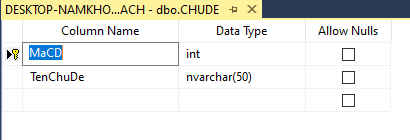 DESKTOP-NAMKHO...ACH - dbo.CHUDE
Column Name Data Type Allow Nulls
MaCD int
TenChuDe nvarchar(50)